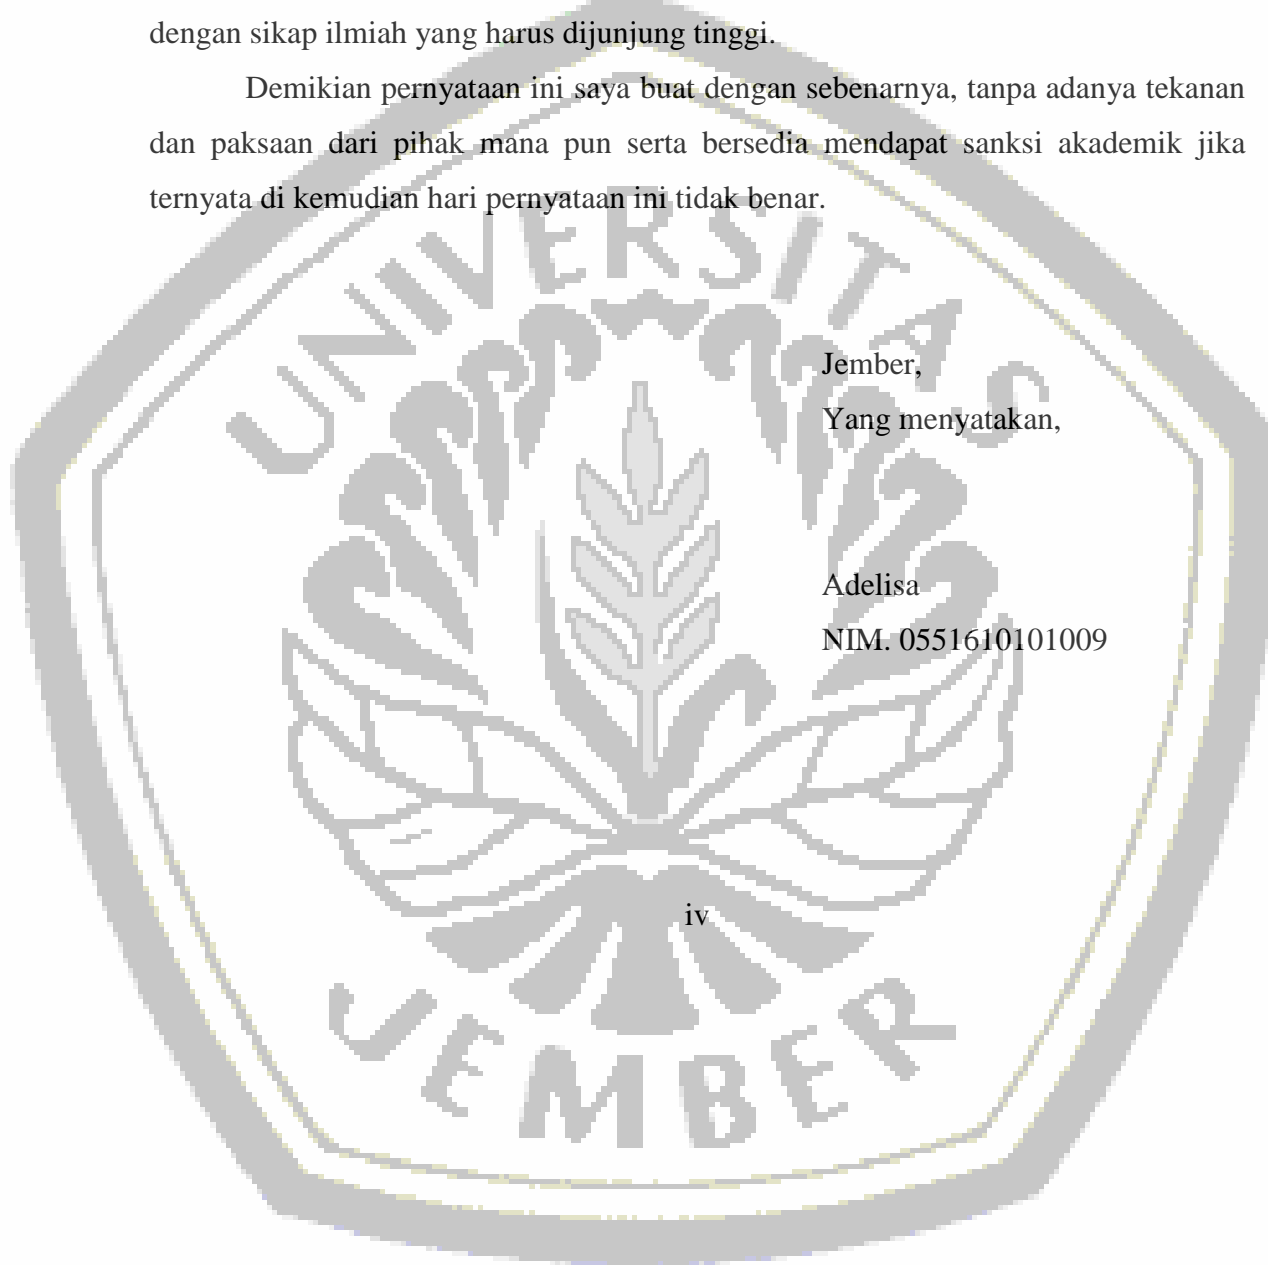 dengan sikap ilmiah yang harus dijunjung tinggi.
Demikian pernyataan ini saya buat dengan sebenarnya, tanpa adanya tekanan
dan paksaan dari pihak mana pun serta bersedia mendapat sanksi akademik jika
ternyata di kemudian hari pernyataan ini tidak benar.
UNIVERSITAS
Jember,
Yang menyatakan,
Adelisa
NIM. 0551610101009
iv
JEMBER